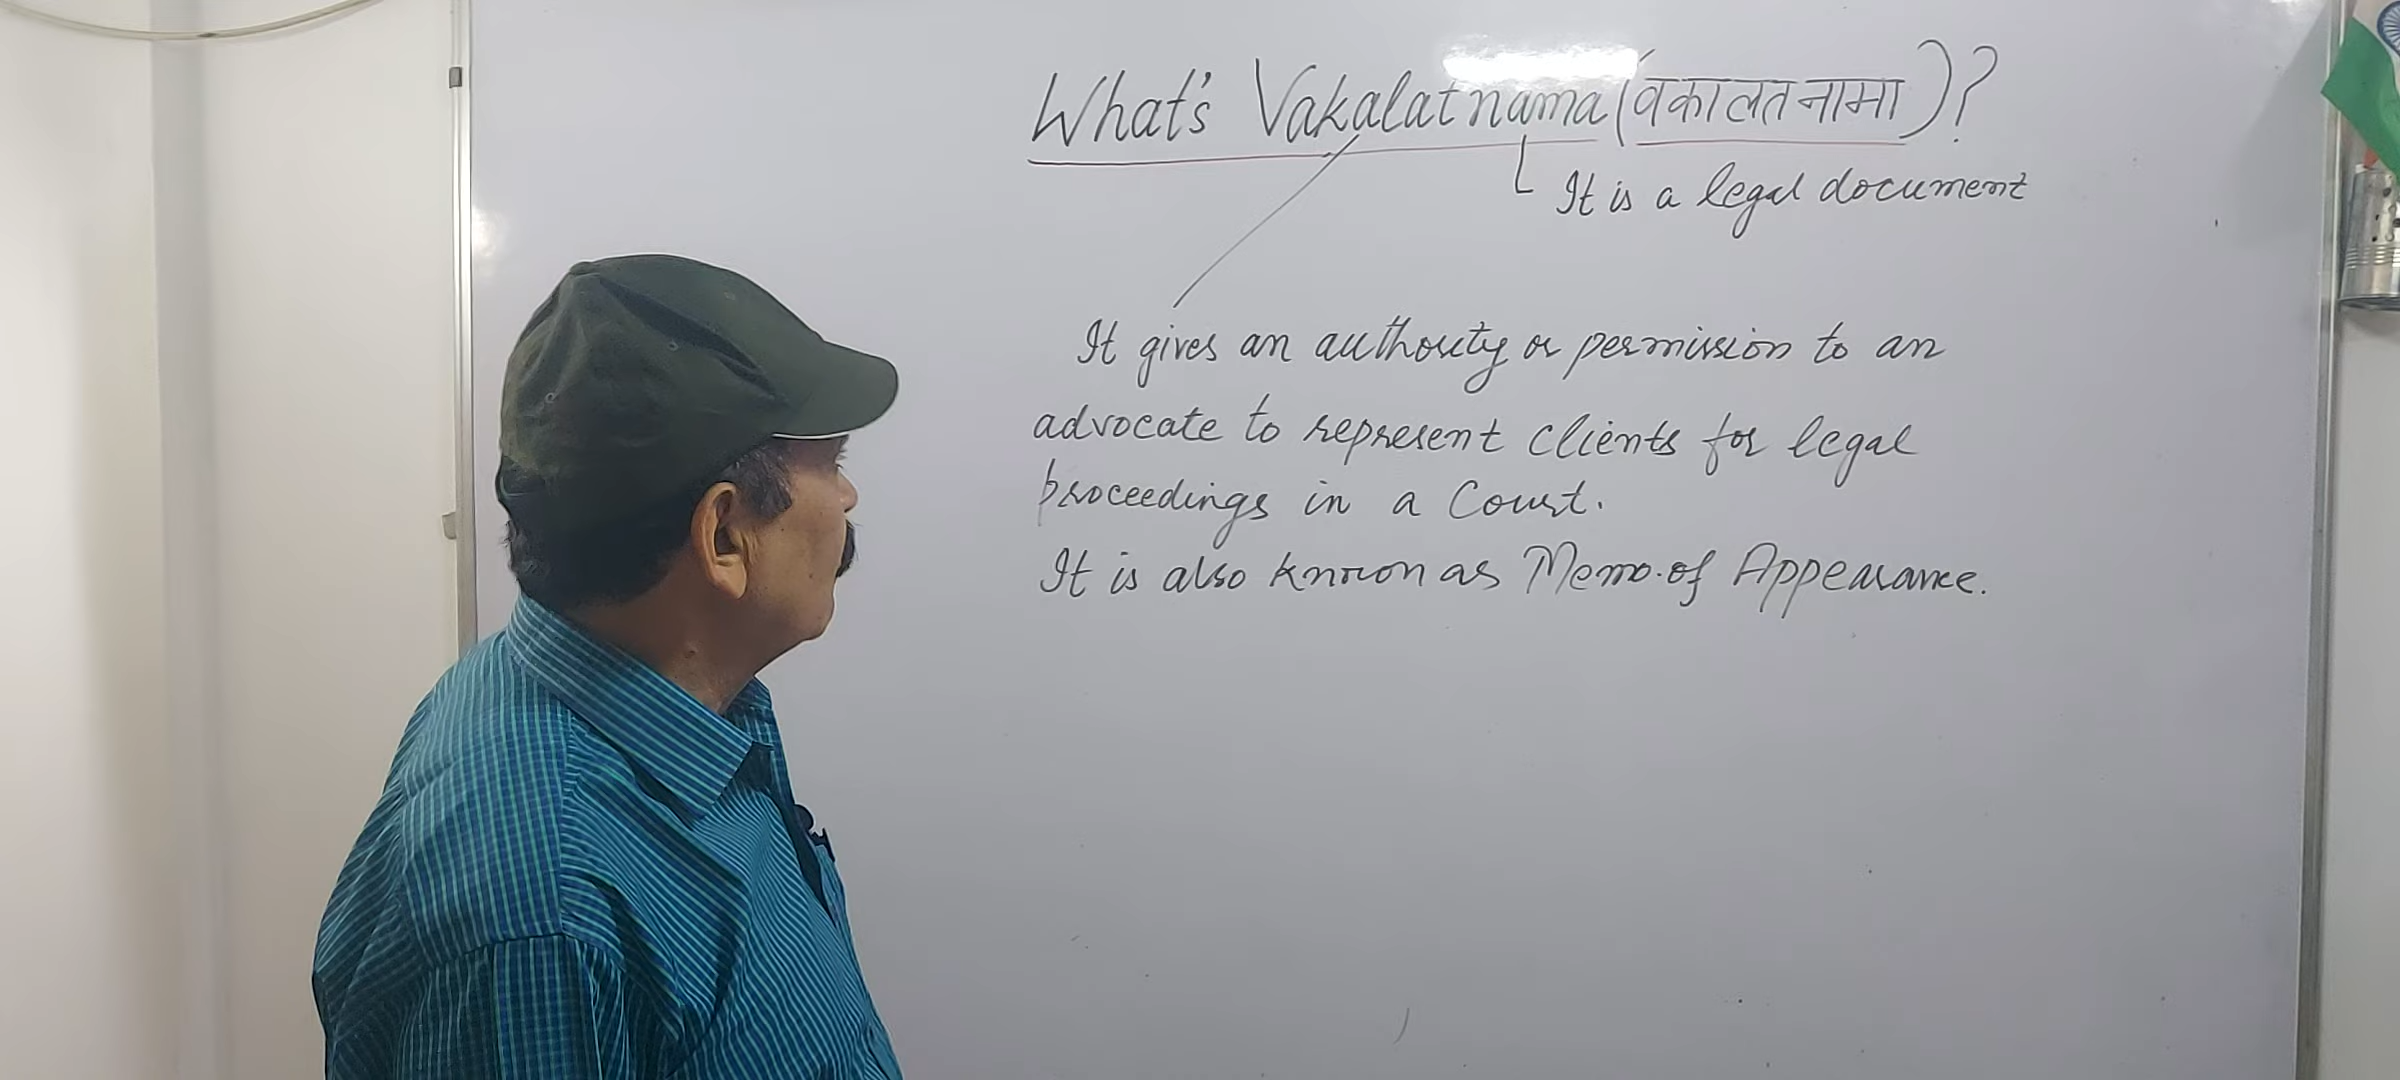 What's Vakalatnama (वकालतनामा)?
It is a legal document
It gives an authority or permission to an
advocate to represent clients for legal
proceedings in a Court.
It is also known as Memo. of Appearance.